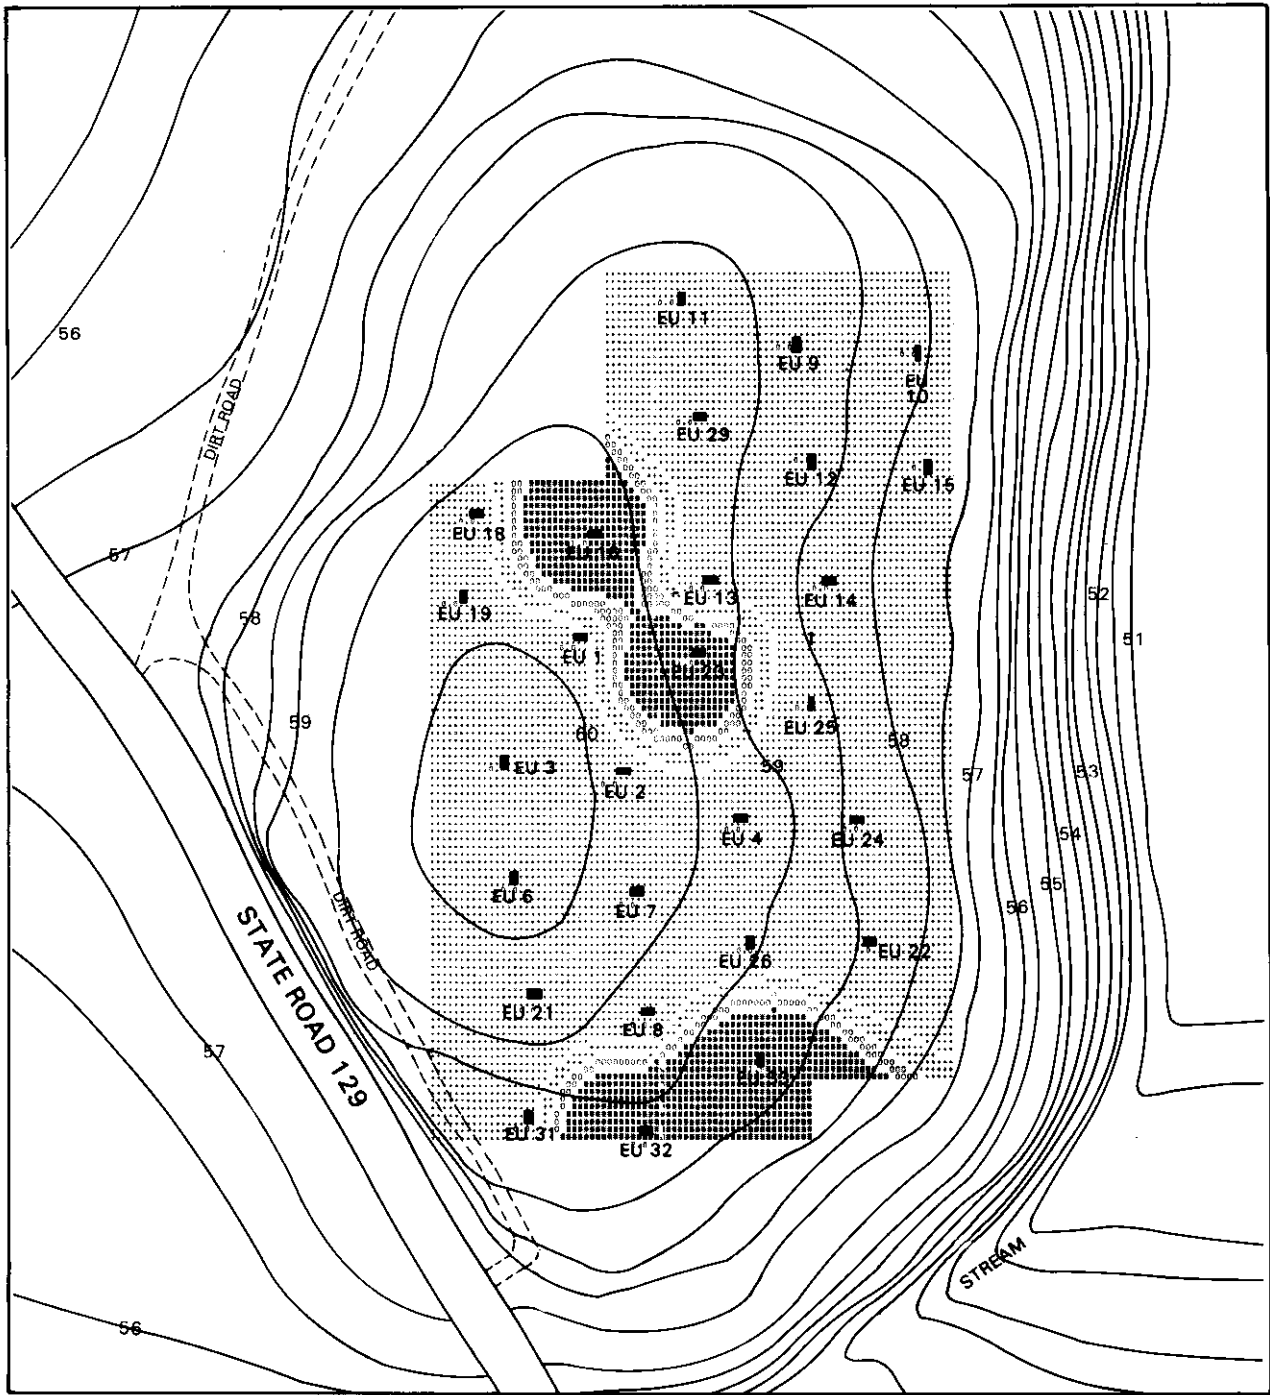 EU 11
EU 9
EU
10
56
DIRT ROAD
EU 29
EU 12
EU 15
EU 18
57
EU 19
EU 13
EU 14
52
58
51
EU 1
EU 25
59
60
58
EU 3
59
57
53
EU 2
EU 4
EU 24
54
55
EU 6
EU 7
56
DIRT ROAD
STATE ROAD 129
EU 26
EU 22
EU 21
EU 8
57
EU 31
EU 32
STREAM
56